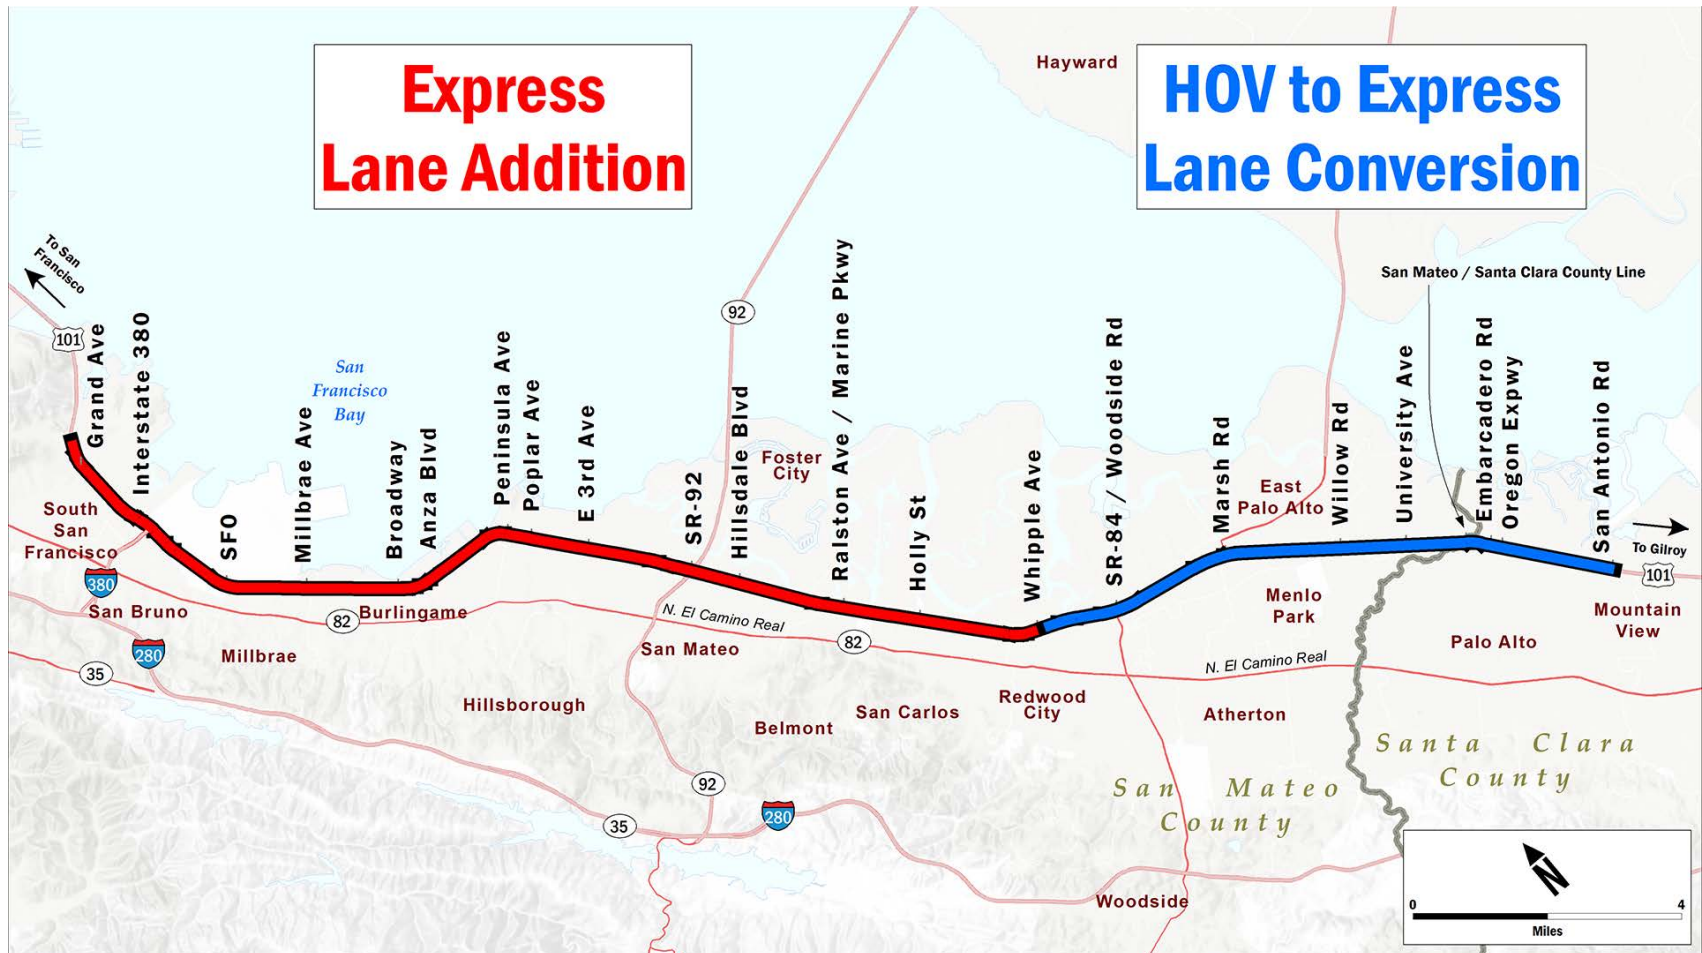 Express
Lane Addition
HOV to Express
Lane Conversion
Hayward
To San
Francisco
San Mateo / Santa Clara County Line
101
92
San
Francisco
Bay
Grand Ave
Interstate 380
SFO
Millbrae Ave
Broadway
Anza Blvd
Peninsula Ave
Poplar Ave
E 3rd Ave
SR-92
Hillsdale Blvd
Ralston Ave / Marine Pkwy
Holly St
Whipple Ave
SR-84 / Woodside Rd
Marsh Rd
Willow Rd
University Ave
Embarcadero Rd
Oregon Expwy
San Antonio Rd
Foster
City
East
Palo Alto
South
San
Francisco
To Gilroy
101
380
San Bruno
82
Burlingame
N. El Camino Real
82
Menlo
Park
Mountain
View
280
Millbrae
San Mateo
Palo Alto
N. El Camino Real
35
Hillsborough
Belmont
San Carlos
Redwood
City
Atherton
Santa Clara
County
San Mateo
County
92
280
35
Woodside
N
0
4
Miles